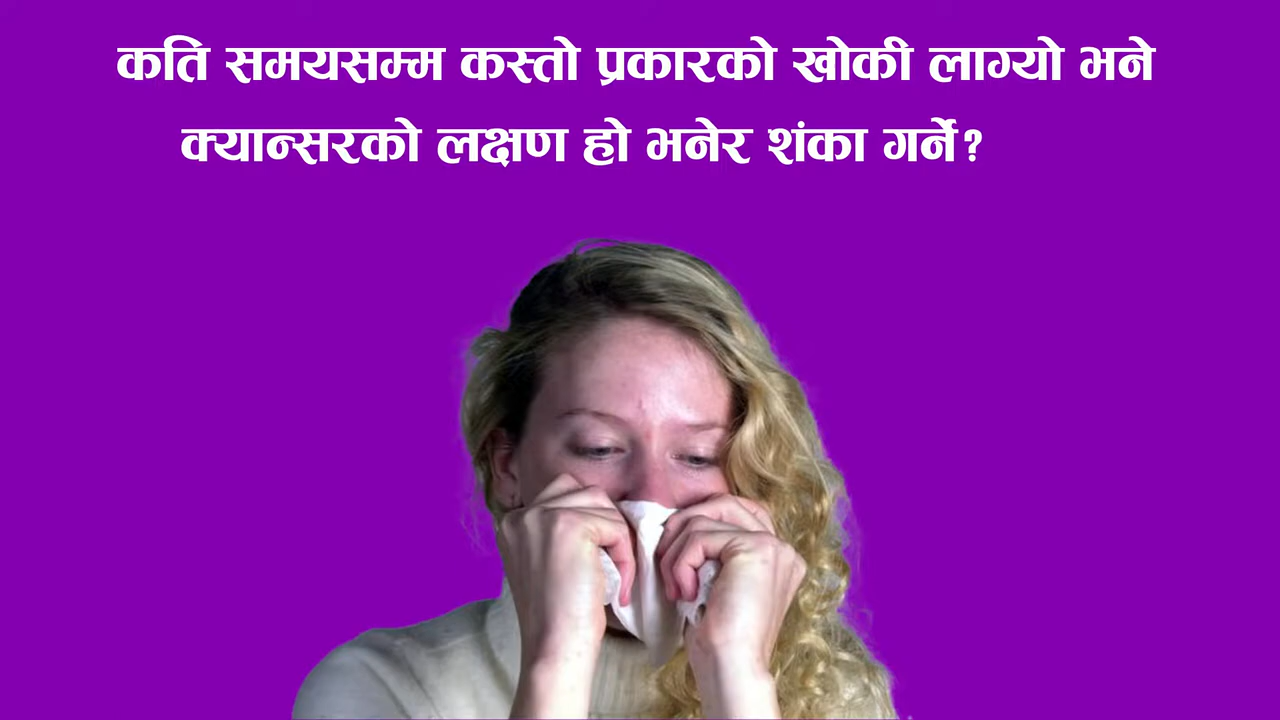 कति समयसम्म कस्तो प्रकारको खोकी लाग्यो भने
क्यान्सरको लक्षण हो भनेर शंका गर्ने?